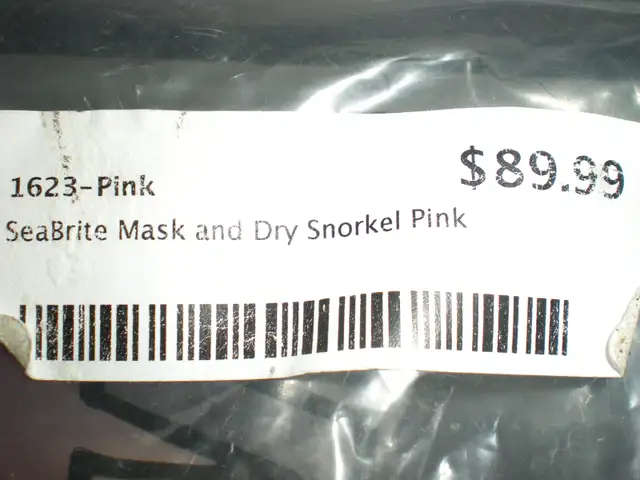 1623-Pink
$89.99
SeaBrite Mask and Dry Snorkel Pink